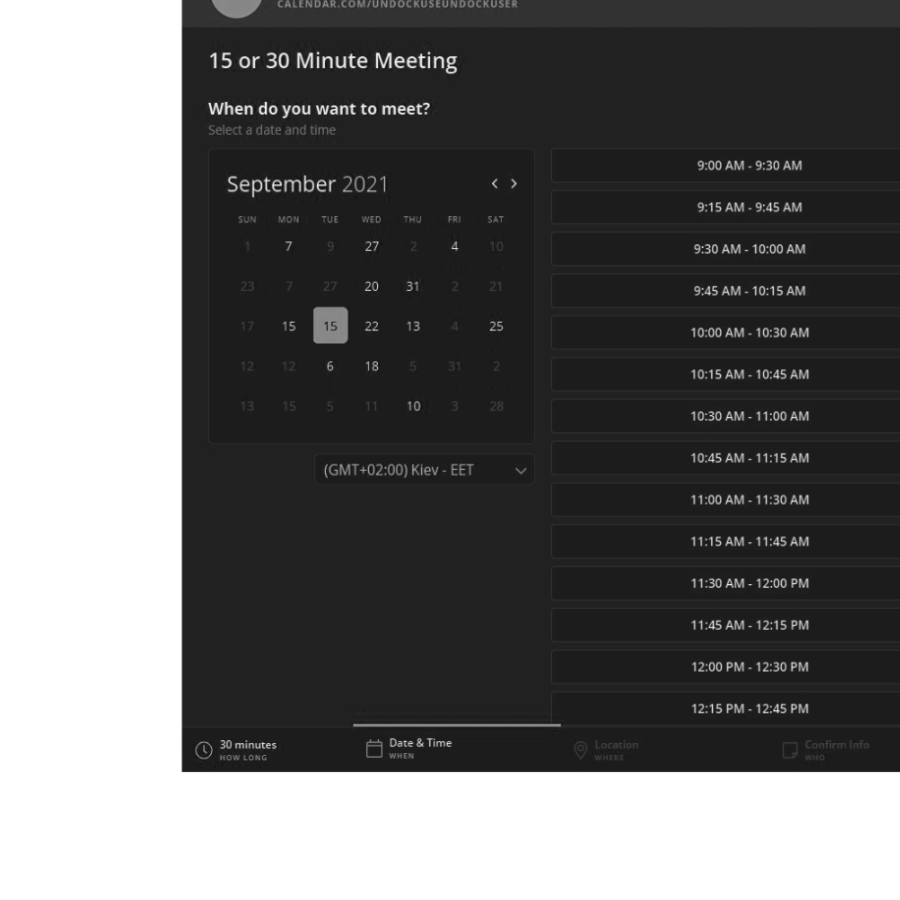 CALENDAR.COM/UNDOCKUSEUNDOCKUSER
15 or 30 Minute Meeting
When do you want to meet?
Select a date and time
September 2021
SUN MON TUE WED THU FRI SAT
1 7 9 27 2 4 10
23 7 27 20 31 2 21
17 15 15 22 13 4 25
12 12 6 18 5 31 2
13 15 5 11 10 3 28
(GMT+02:00) Kiev - EET
9:00 AM - 9:30 AM
9:15 AM - 9:45 AM
9:30 AM - 10:00 AM
9:45 AM - 10:15 AM
10:00 AM - 10:30 AM
10:15 AM - 10:45 AM
10:30 AM - 11:00 AM
10:45 AM - 11:15 AM
11:00 AM - 11:30 AM
11:15 AM - 11:45 AM
11:30 AM - 12:00 PM
11:45 AM - 12:15 PM
12:00 PM - 12:30 PM
12:15 PM - 12:45 PM
30 minutes
HOW LONG
Date & Time
WHEN
Location
WHERE
Confirm Info
WHO